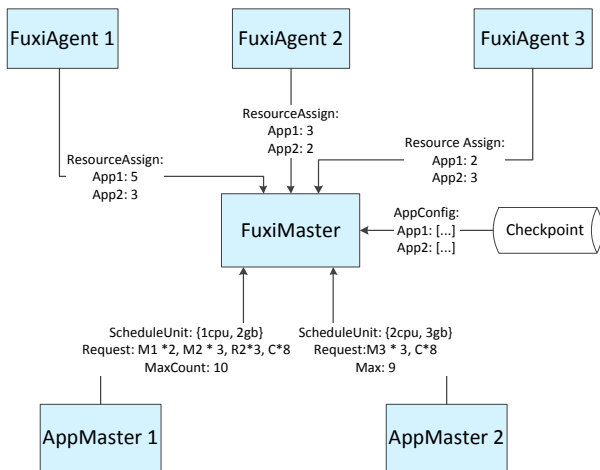 FuxiAgent 1
FuxiAgent 2
FuxiAgent 3
ResourceAssign:
App1: 3
App2: 2
ResourceAssign:
App1: 5
App2: 3
Resource Assign:
App1: 2
App2: 3
FuxiMaster
AppConfig:
App1: [...]
App2: [...]
Checkpoint
ScheduleUnit: {1cpu, 2gb}
Request: M1 *2, M2 * 3, R2*3, C*8
MaxCount: 10
ScheduleUnit: {2cpu, 3gb}
Request:M3 * 3, C*8
Max: 9
AppMaster 1
AppMaster 2